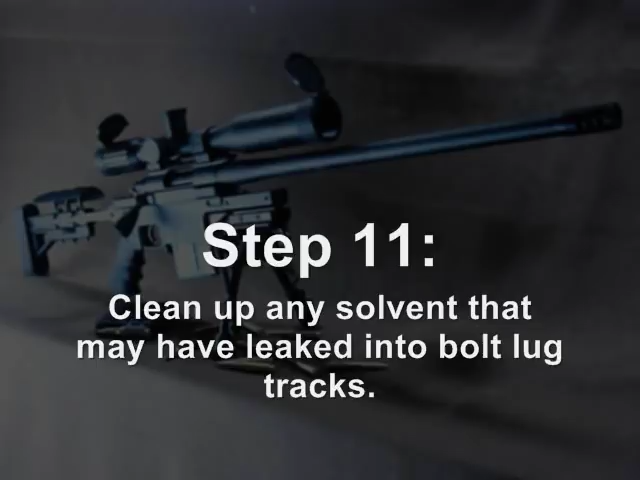 Step 11:
Clean up any solvent that
may have leaked into bolt lug
tracks.